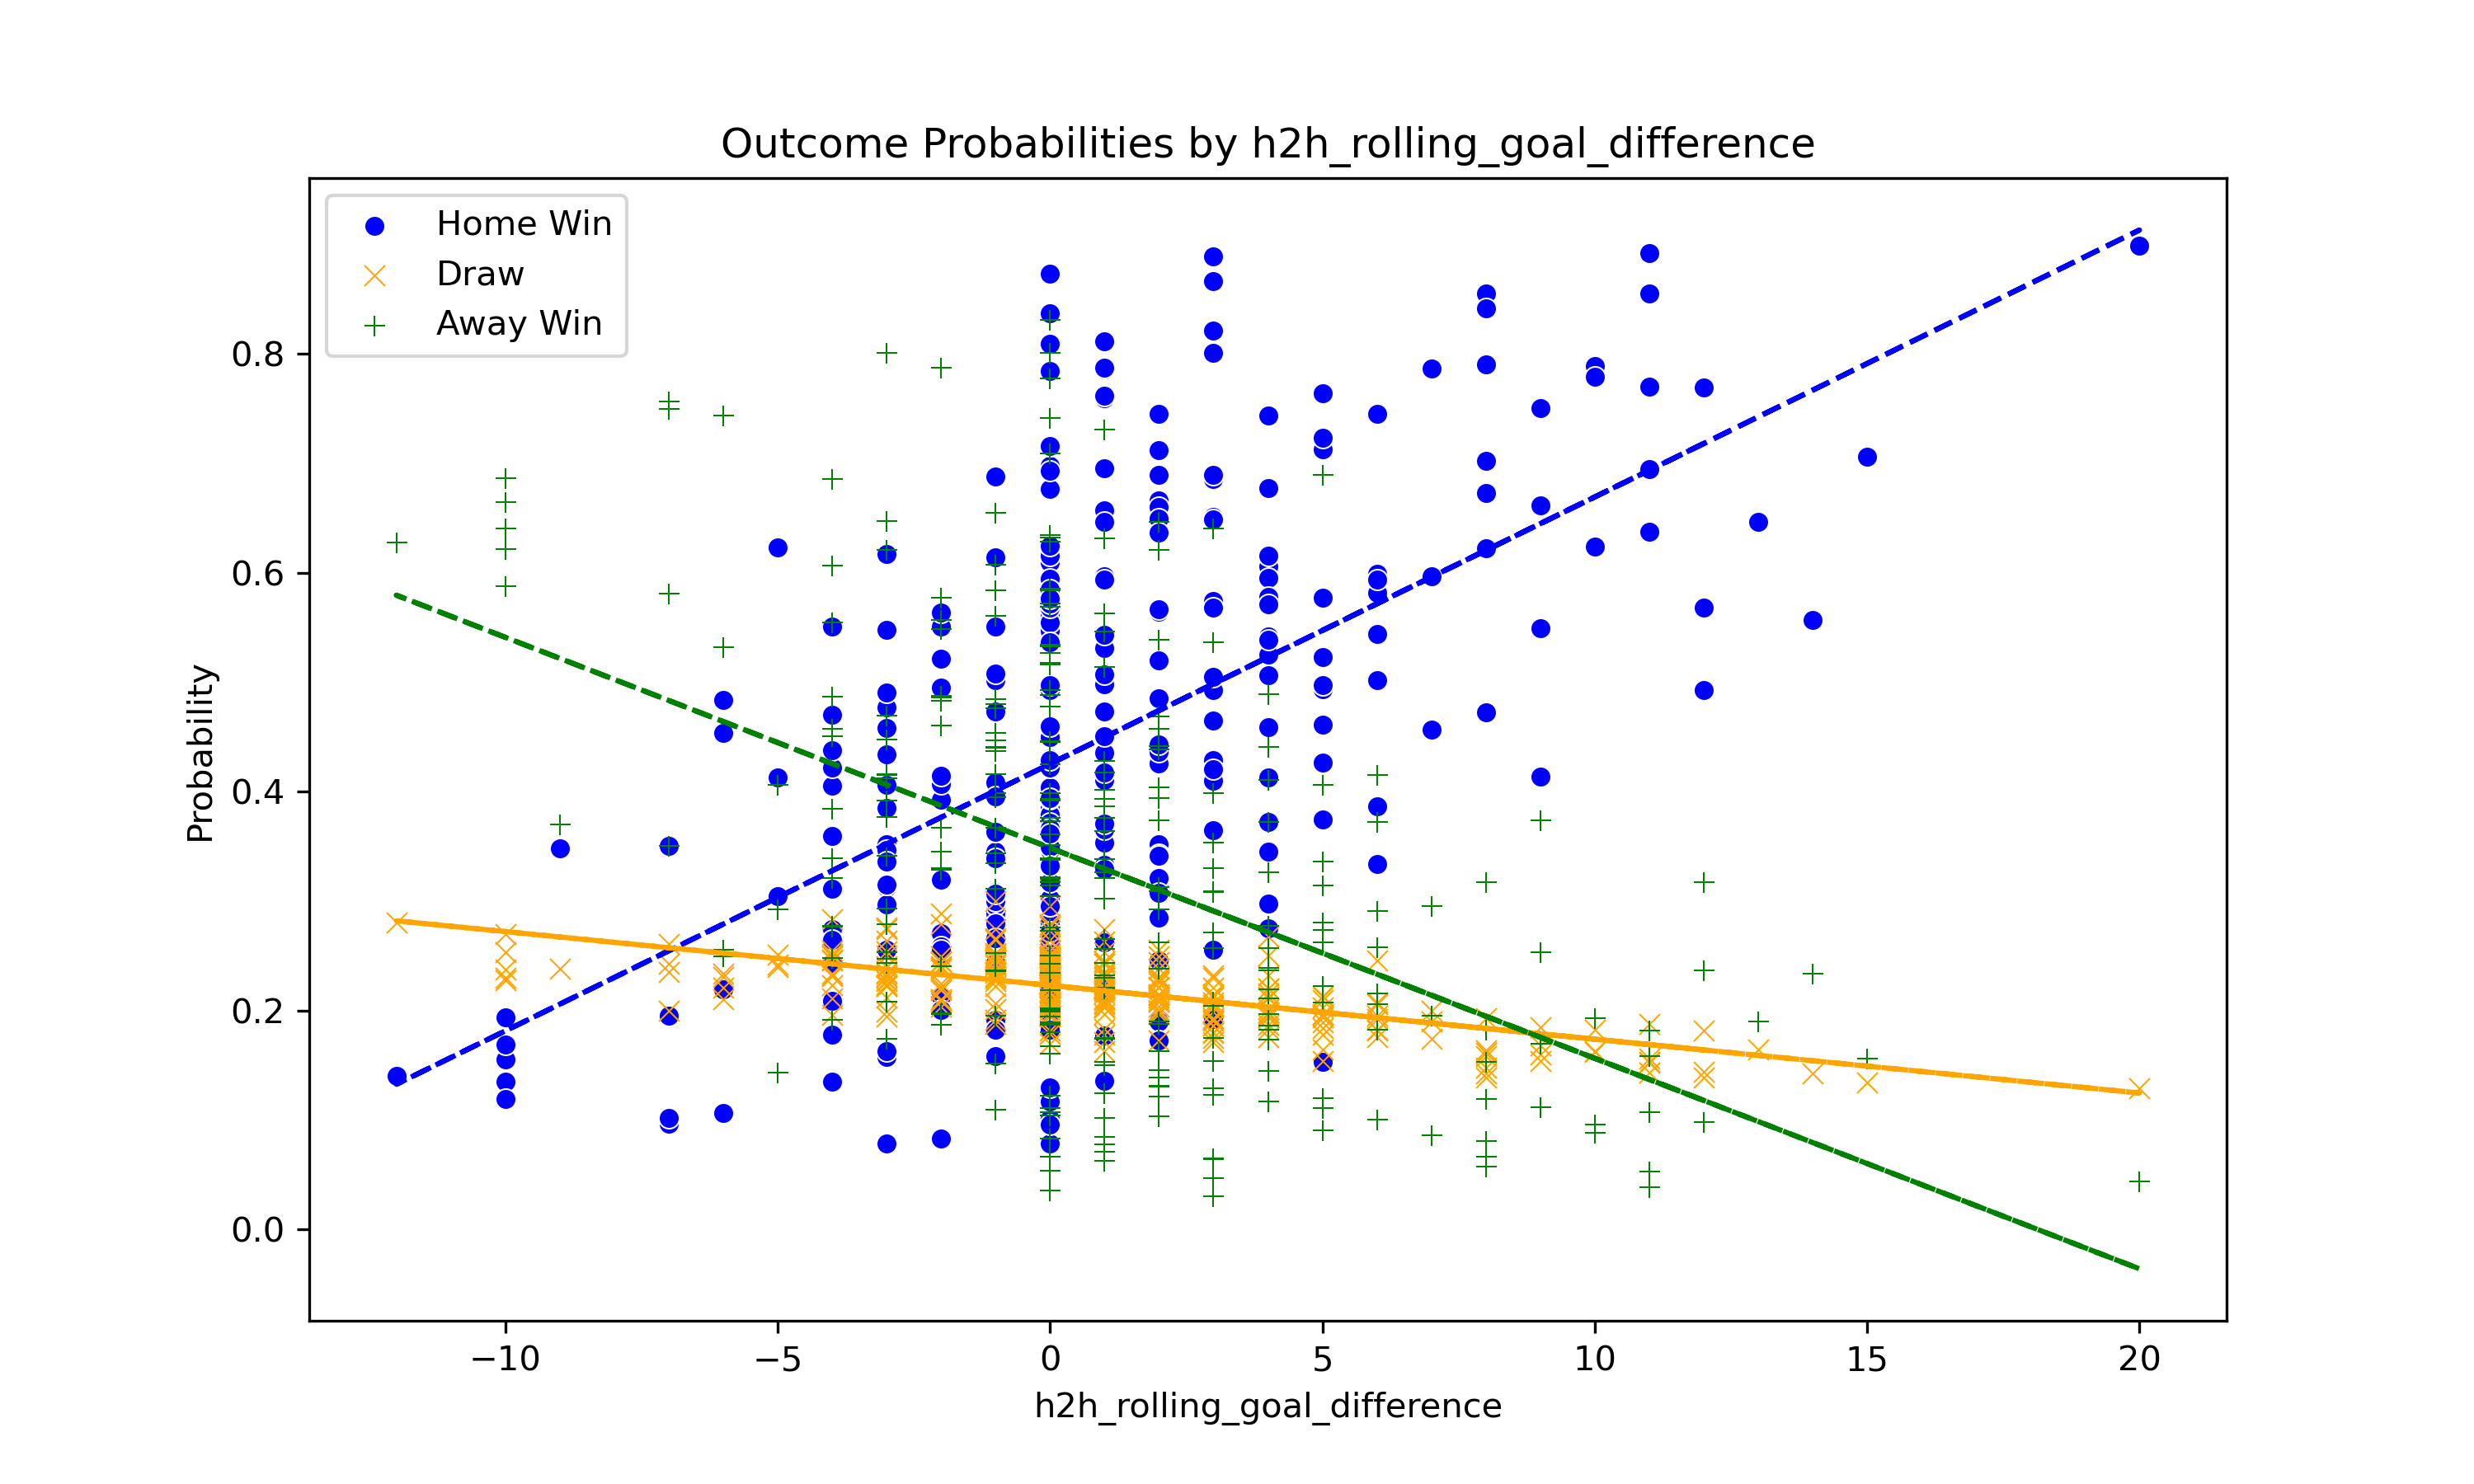 Outcome Probabilities by h2h_rolling_goal_difference
Home Win
Draw
Away Win
Probability
0.8
0.6
0.4
0.2
0.0
−10
−5
0
5
10
15
20
h2h_rolling_goal_difference